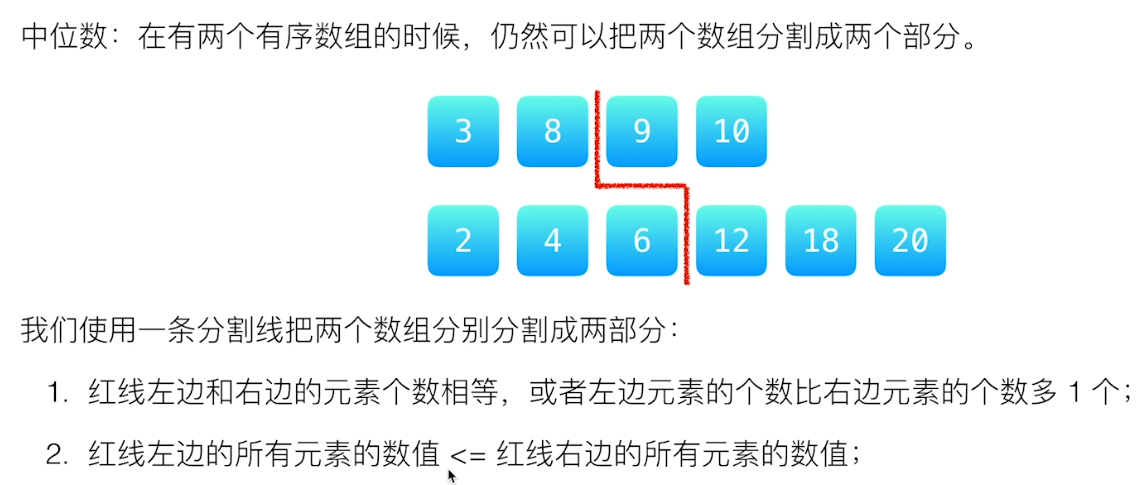 中位数：在有两个有序数组的时候，仍然可以把两个数组分割成两个部分。
3 8 9 10
2 4 6 12 18 20
我们使用一条分割线把两个数组分别分割成两部分：
1. 红线左边和右边的元素个数相等，或者左边元素的个数比右边元素的个数多 1 个；
2. 红线左边的所有元素的数值 <= 红线右边的所有元素的数值；